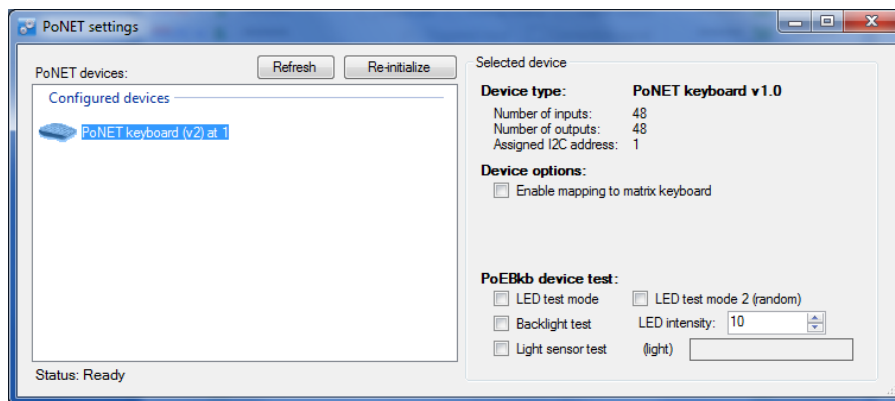 PoNET settings
PoNET devices:
Refresh
Re-initialize
Configured devices
PoNET keyboard (v2) at 1
Status: Ready
Selected device
Device type: PoNET keyboard v1.0
Number of inputs: 48
Number of outputs: 48
Assigned I2C address: 1
Device options:
Enable mapping to matrix keyboard
PoEBkb device test:
LED test mode LED test mode 2 (random)
Backlight test LED intensity: 10
Light sensor test (light)